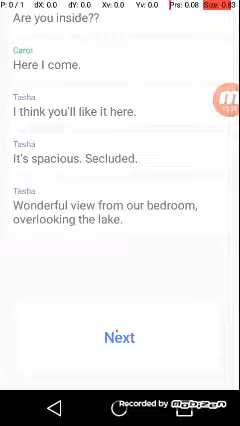 P: 0 / 1 dX: 0.0 dY: 0.0 Xv: 0.0 Yv: 0.0 Prs: 0.08 Size: 0.63
Are you inside??
Carol
Here I come.
Tasha
I think you'll like it here.
Tasha
It's spacious. Secluded.
Tasha
Wonderful view from our bedroom,
overlooking the lake.
Next
Recorded by mobizen